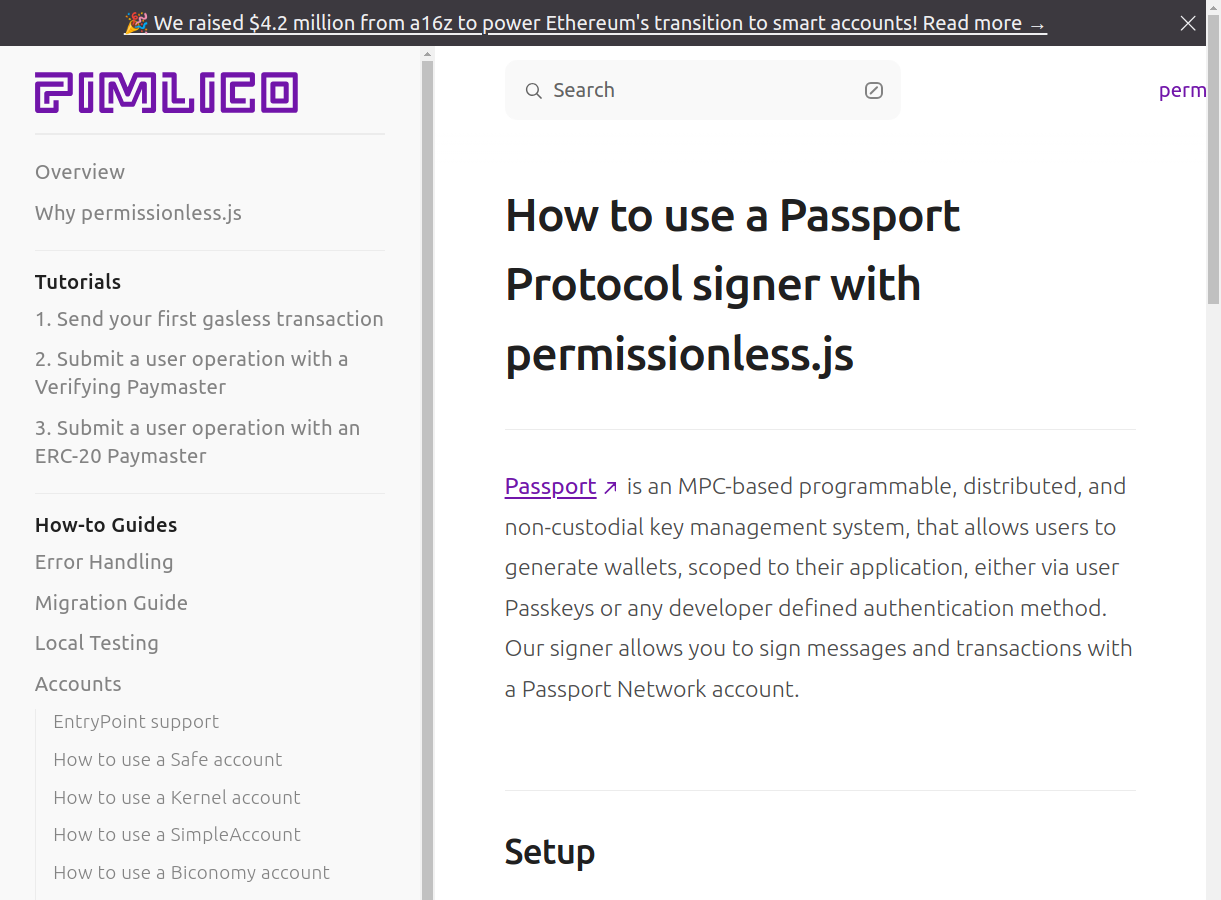 🎉 We raised $4.2 million from a16z to power Ethereum's transition to smart accounts! Read more →
PIMLICO
Search
perm
Overview
Why permissionless.js
Tutorials
1. Send your first gasless transaction
2. Submit a user operation with a
Verifying Paymaster
3. Submit a user operation with an
ERC-20 Paymaster
How-to Guides
Error Handling
Migration Guide
Local Testing
Accounts
EntryPoint support
How to use a Safe account
How to use a Kernel account
How to use a SimpleAccount
How to use a Biconomy account
How to use a Passport
Protocol signer with
permissionless.js
Passport ↗ is an MPC-based programmable, distributed, and
non-custodial key management system, that allows users to
generate wallets, scoped to their application, either via user
Passkeys or any developer defined authentication method.
Our signer allows you to sign messages and transactions with
a Passport Network account.
Setup